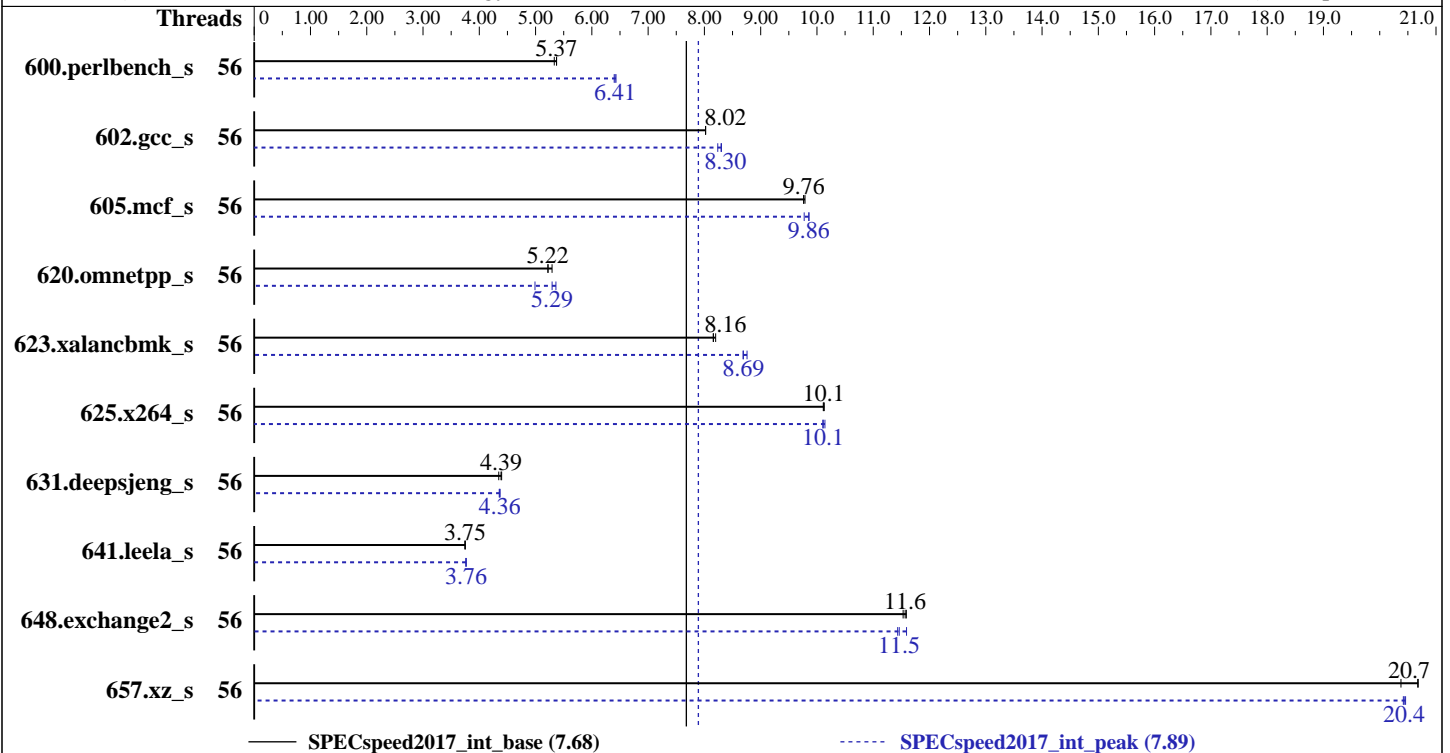 Threads 0 1.00 2.00 3.00 4.00 5.00 6.00 7.00 8.00 9.00 10.0 11.0 12.0 13.0 14.0 15.0 16.0 17.0 18.0 19.0 21.0
5.37
600.perlbench_s 56
6.41
8.02
602.gcc_s 56
8.30
9.76
605.mcf_s 56
9.86
5.22
620.omnetpp_s 56
5.29
8.16
623.xalancbmk_s 56
8.69
10.1
625.x264_s 56
10.1
4.39
631.deepsjeng_s 56
4.36
3.75
641.leela_s 56
3.76
11.6
648.exchange2_s 56
11.5
20.7
657.xz_s 56
20.4
SPECspeed2017_int_base (7.68) SPECspeed2017_int_peak (7.89)